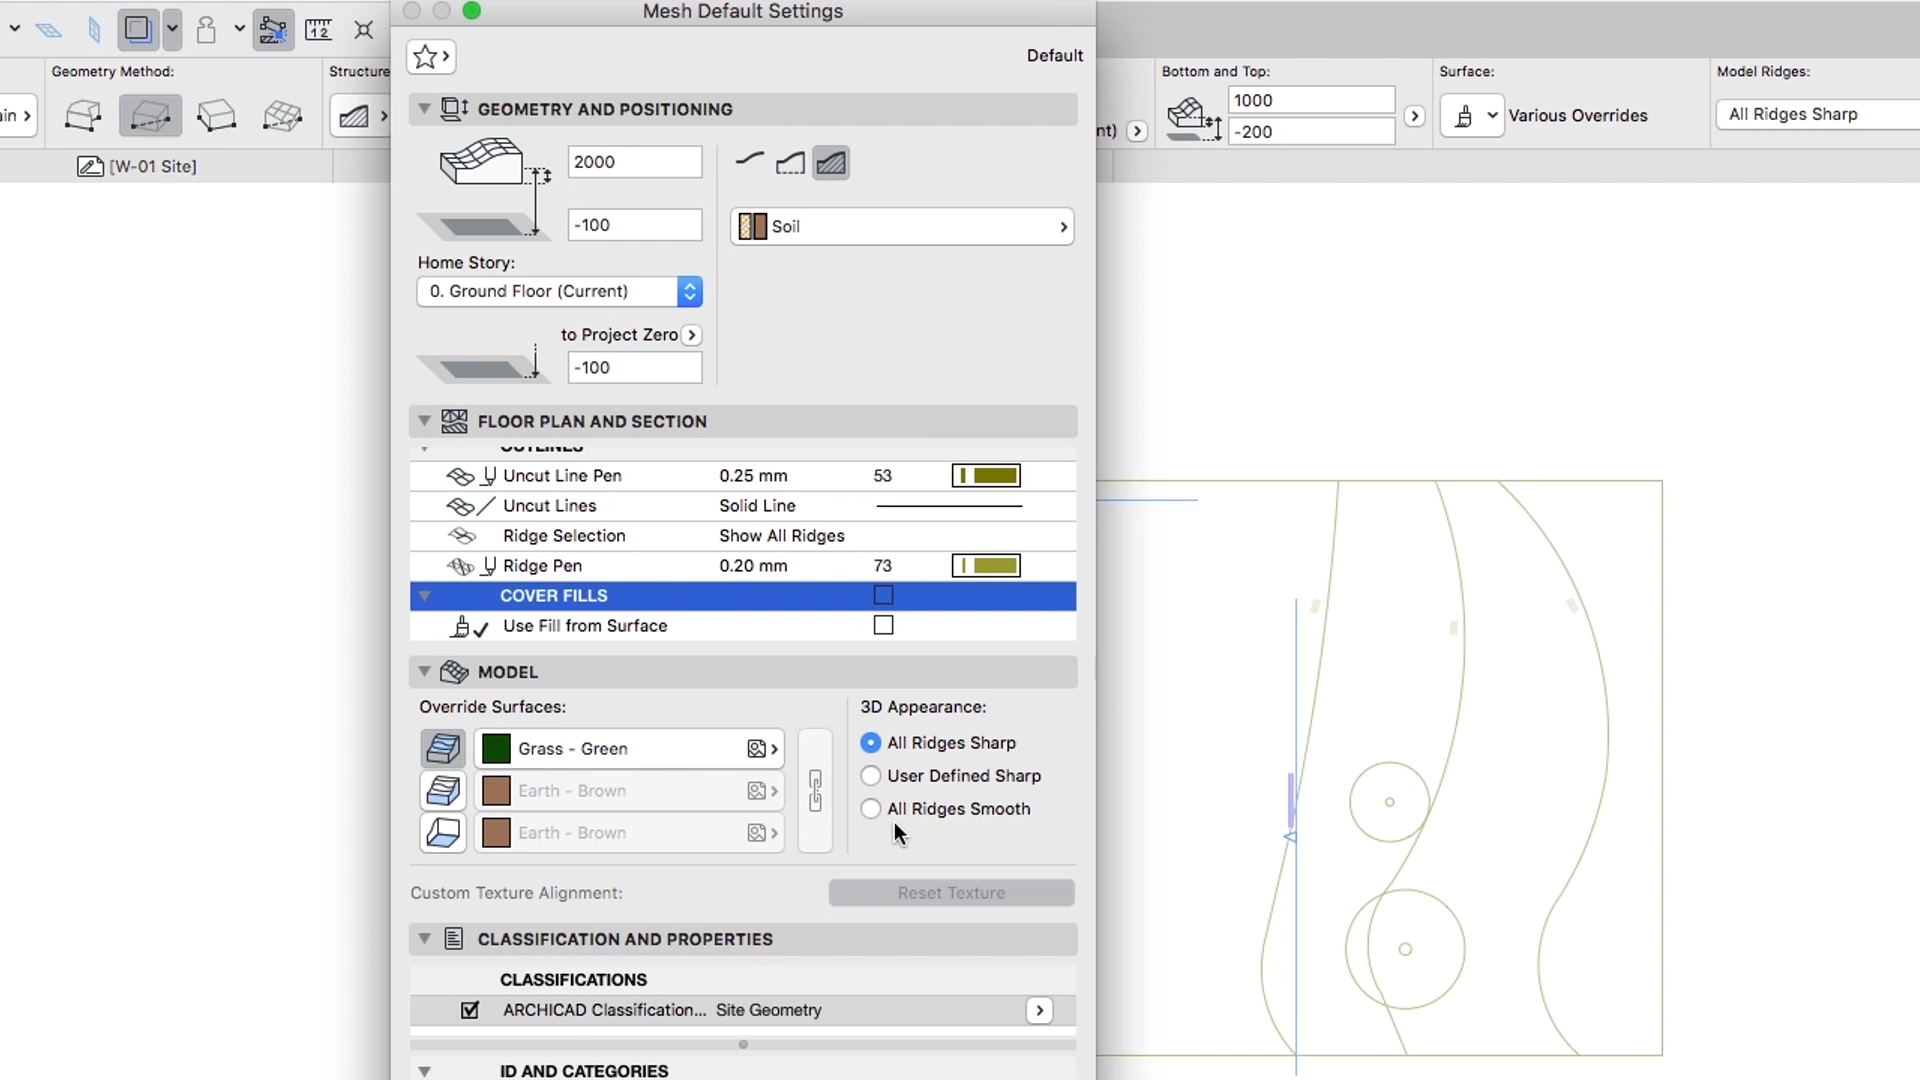 Mesh Default Settings
12
Geometry Method:
Structure
Default
Bottom and Top:
Surface:
Model Ridges:
ain
nt)
1000
-200
Various Overrides
All Ridges Sharp
[W-01 Site]
GEOMETRY AND POSITIONING
2000
-100
Soil
Home Story:
0. Ground Floor (Current)
to Project Zero
-100
FLOOR PLAN AND SECTION
OUTLINES
Uncut Line Pen 0.25 mm 53
Uncut Lines Solid Line
Ridge Selection Show All Ridges
Ridge Pen 0.20 mm 73
COVER FILLS
Use Fill from Surface
MODEL
Override Surfaces:
Grass - Green
Earth - Brown
Earth - Brown
3D Appearance:
All Ridges Sharp
User Defined Sharp
All Ridges Smooth
Custom Texture Alignment:
Reset Texture
CLASSIFICATION AND PROPERTIES
CLASSIFICATIONS
ARCHICAD Classification... Site Geometry
ID AND CATEGORIES